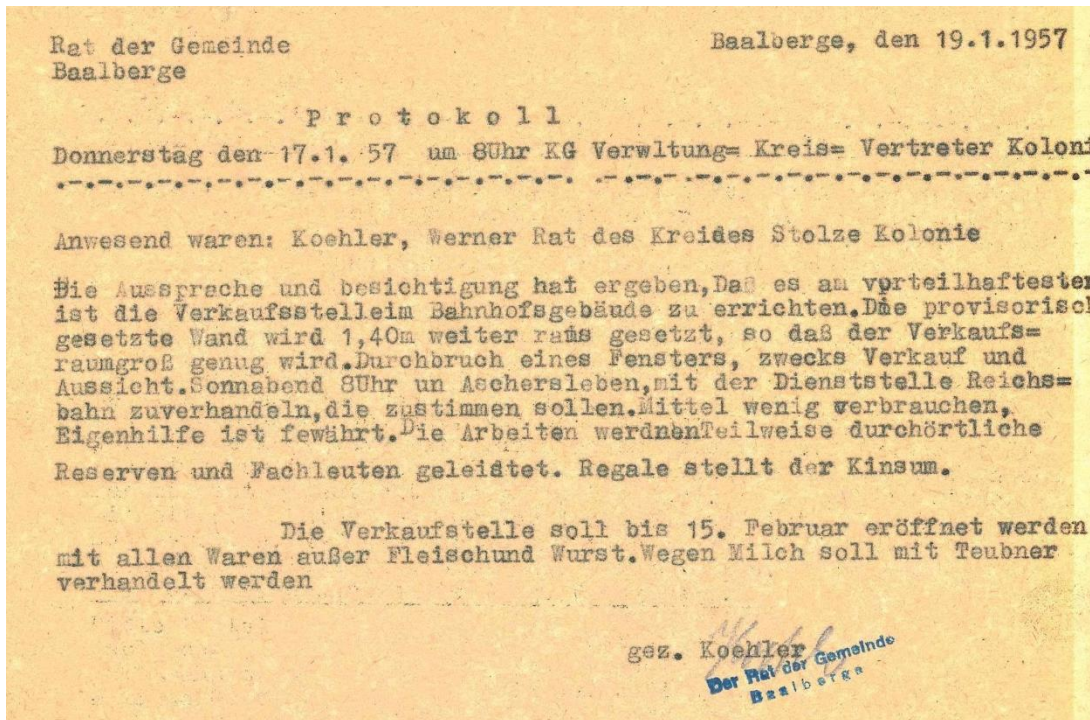 Rat der Gemeinde
Baalberge
Baalberge, den 19.1.1957
P r o t o k o l l
Donnerstag den 17.1. 57 um 8Uhr KG Verwltung= Kreis= Vertreter Koloni
Anwesend waren: Koehler, Werner Rat des Kreides Stolze Kolonie
Die Aussprache und besichtigung hat ergeben,Daß es am vorteilhaftesten
ist die Verkaufsstelleim Bahnhofsgebäude zu errichten.Die provisorisch
gesetzte Wand wird 1,40m weiter raus gesetzt, so daß der Verkaufs=
raumgroß genug wird.Durchbruch eines Fensters, zwecks Verkauf und
Aussicht.Sonnabend 8Uhr un Aschersleben,mit der Dienststelle Reichs=
bahn zuverhandeln,die zustimmen sollen.Mittel wenig verbrauchen,
Eigenhilfe ist fewährt.Die Arbeiten werdnenTeilweise durchörtliche
Reserven und Fachleuten geleistet. Regale stellt der Kinsum.
Die Verkaufstelle soll bis 15. Februar eröffnet werden
mit allen Waren außer Fleischund Wurst.Wegen Milch soll mit Teubner
verhandelt werden
gez. Koehler
Der Rat der Gemeinde
Baalberge